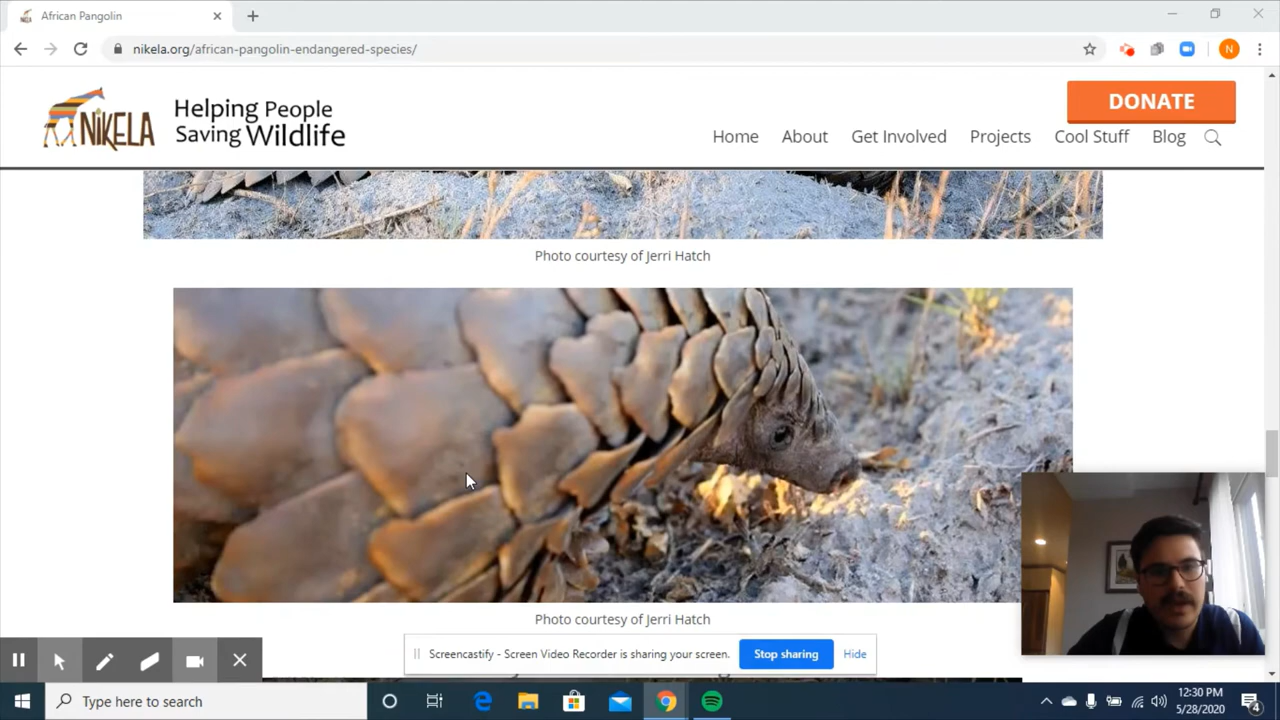 African Pangolin
nikela.org/african-pangolin-endangered-species/
N
NIKELA
Helping People
Saving Wildlife
DONATE
Home About Get Involved Projects Cool Stuff Blog
Photo courtesy of Jerri Hatch
Photo courtesy of Jerri Hatch
Screencastify - Screen Video Recorder is sharing your screen. Stop sharing Hide
Type here to search
12:30 PM
5/28/2020
4